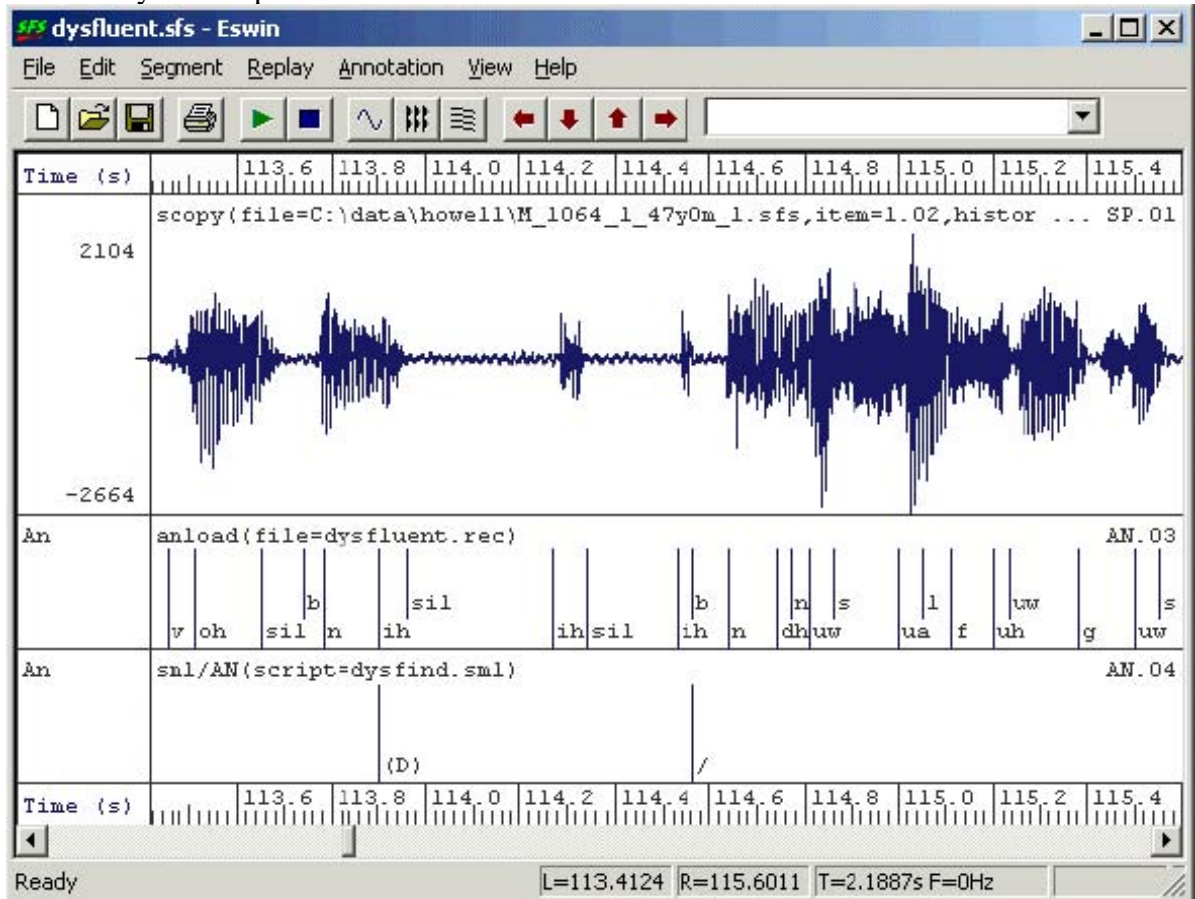 SFS dysfluent.sfs - Eswin
File Edit Segment Replay Annotation View Help
Time (s) 113.6 113.8 114.0 114.2 114.4 114.6 114.8 115.0 115.2 115.4
scopy(file=C:\data\howell\M_1064_1_47y0m_1.sfs,item=1.02,histor ... SP.01
2104
-2664
An anload(file=dysfluent.rec) AN.03
b sil b n s l uw s
v oh sil n ih ih sil ih n dh uw ua f uh g uw
An sml/AN(script=dysfind.sml) AN.04
(D) /
Time (s) 113.6 113.8 114.0 114.2 114.4 114.6 114.8 115.0 115.2 115.4
Ready L=113.4124 R=115.6011 T=2.1887s F=0Hz